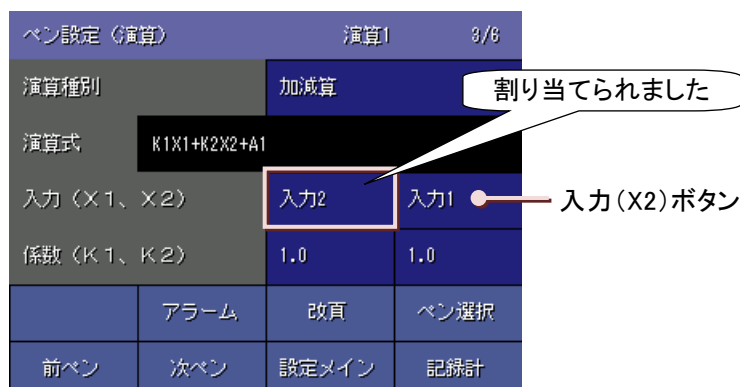 ペン設定（演算） 演算1 3/6
演算種別 加減算
割り当てられました
演算式 K1X1+K2X2+A1
入力（X1、X2） 入力2 入力1 入力（X2）ボタン
係数（K1、K2） 1.0 1.0
アラーム 改頁 ペン選択
前ペン 次ペン 設定メイン 記録計